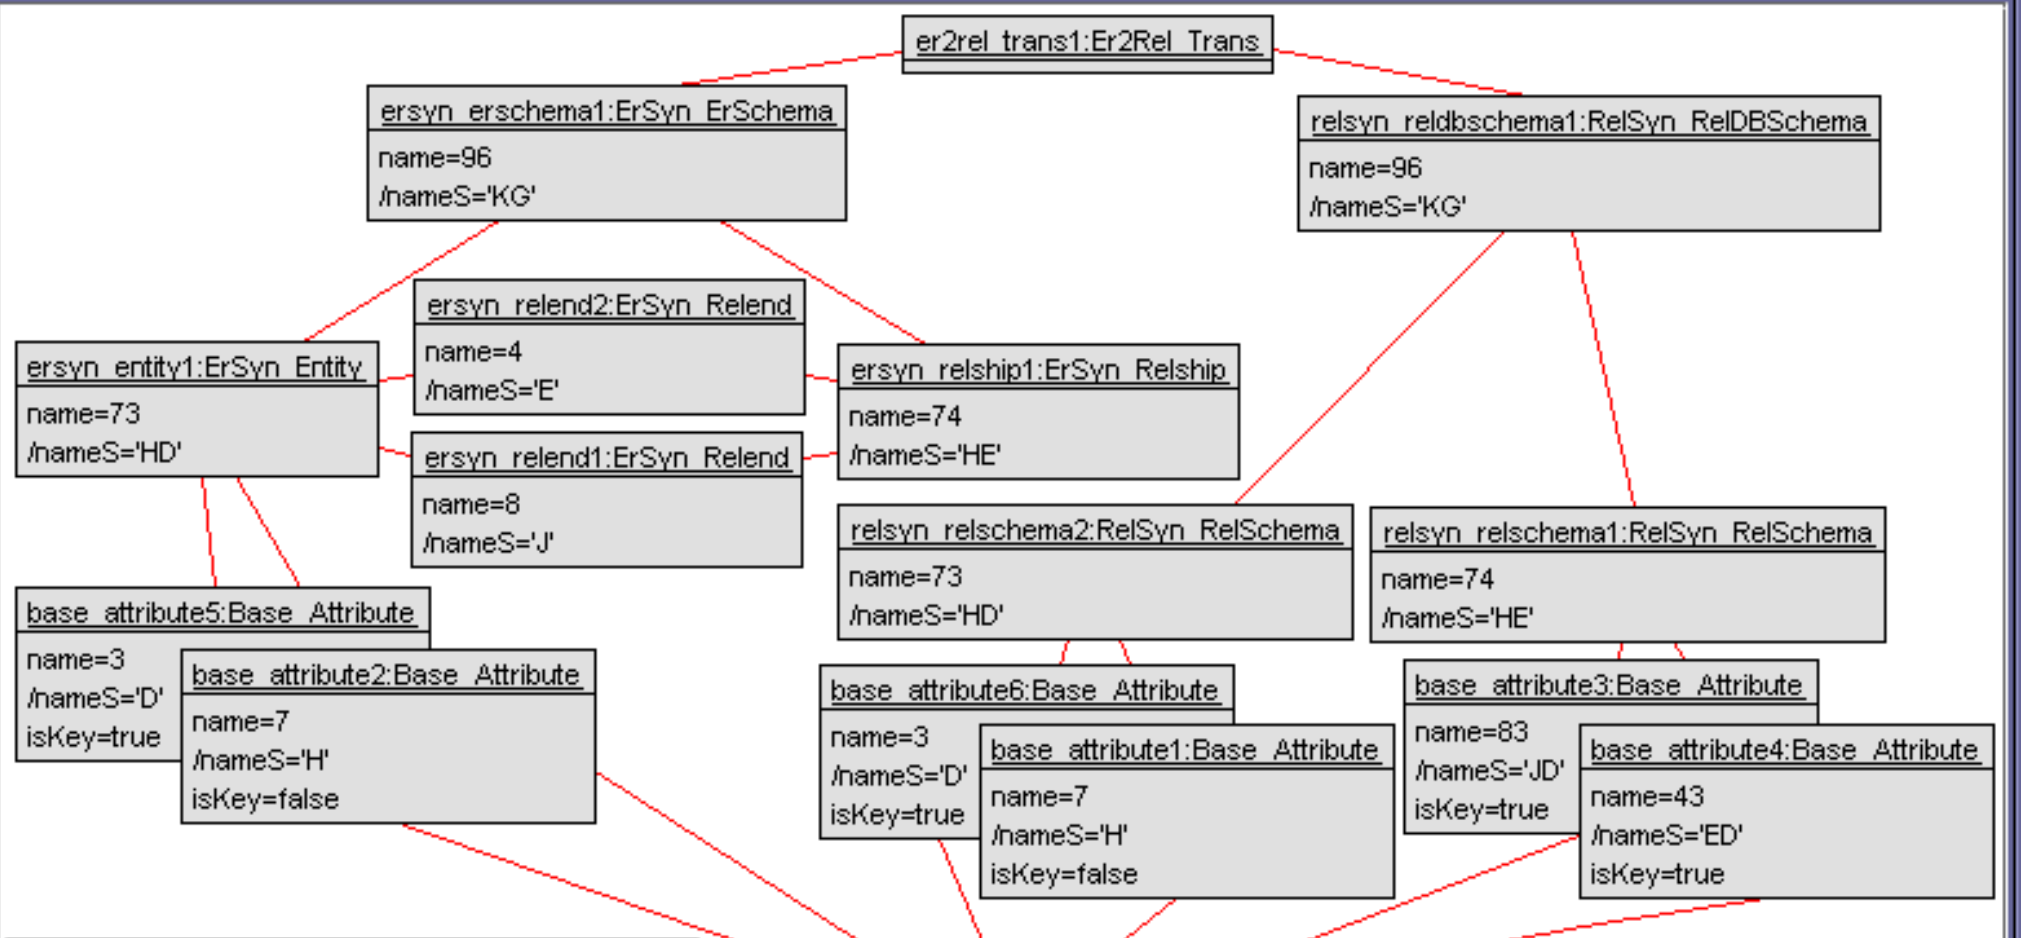 er2rel_trans1:Er2Rel_Trans
ersyn_erschema1:ErSyn_ErSchema
name=96
/nameS='KG'
relsyn_reldbschema1:RelSyn_RelDBSchema
name=96
/nameS='KG'
ersyn_relend2:ErSyn_Relend
name=4
/nameS='E'
ersyn_entity1:ErSyn_Entity
name=73
/nameS='HD'
ersyn_relship1:ErSyn_Relship
name=74
/nameS='HE'
ersyn_relend1:ErSyn_Relend
name=8
/nameS='J'
relsyn_relschema2:RelSyn_RelSchema
name=73
/nameS='HD'
relsyn_relschema1:RelSyn_RelSchema
name=74
/nameS='HE'
base_attribute5:Base_Attribute
name=3
/nameS='D'
isKey=true
base_attribute2:Base_Attribute
name=7
/nameS='H'
isKey=false
base_attribute6:Base_Attribute
name=3
/nameS='D'
isKey=true
base_attribute1:Base_Attribute
name=7
/nameS='H'
isKey=false
base_attribute3:Base_Attribute
name=83
/nameS='JD'
isKey=true
base_attribute4:Base_Attribute
name=43
/nameS='ED'
isKey=true